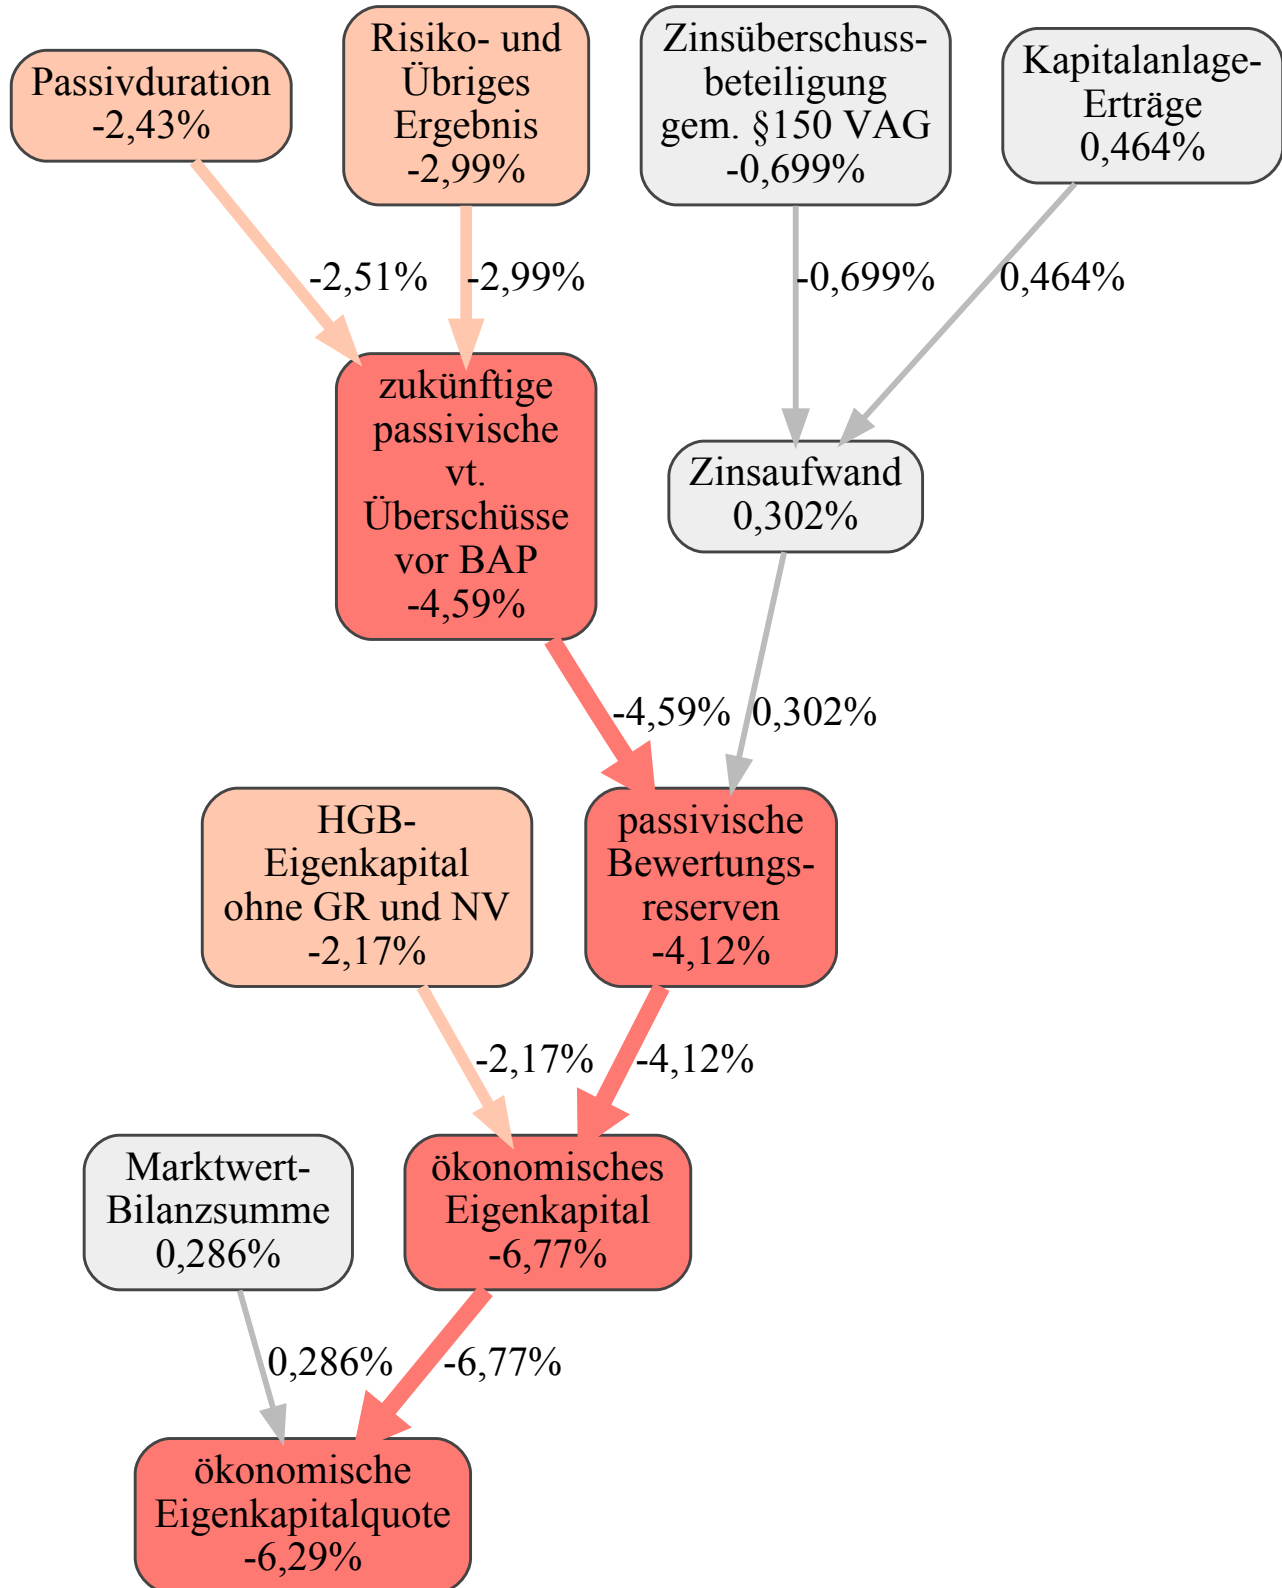 Passivduration
-2,43%
Risiko- und
Übriges
Ergebnis
-2,99%
Zinsüberschuss-
beteiligung
gem. §150 VAG
-0,699%
Kapitalanlage-
Erträge
0,464%
-2,51%
-2,99%
-0,699%
0,464%
zukünftige
passivische
vt.
Überschüsse
vor BAP
-4,59%
Zinsaufwand
0,302%
-4,59%
0,302%
HGB-
Eigenkapital
ohne GR und NV
-2,17%
passivische
Bewertungs-
reserven
-4,12%
-2,17%
-4,12%
Marktwert-
Bilanzsumme
0,286%
ökonomisches
Eigenkapital
-6,77%
0,286%
-6,77%
ökonomische
Eigenkapitalquote
-6,29%